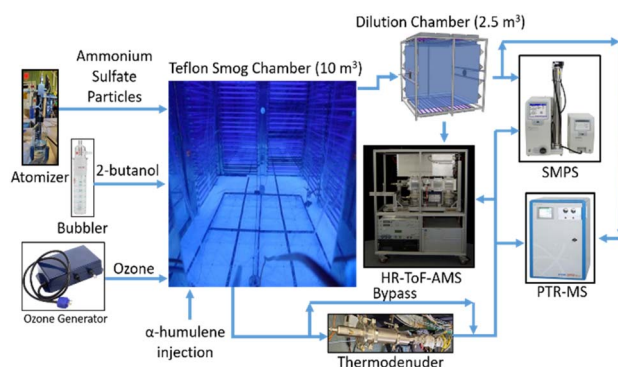 Dilution Chamber (2.5 m³)
Ammonium
Sulfate
Particles
Teflon Smog Chamber (10 m³)
Atomizer
2-butanol
Bubbler
SMPS
Ozone
Ozone Generator
HR-ToF-AMS
Bypass
PTR-MS
α-humulene
injection
Thermodenuder